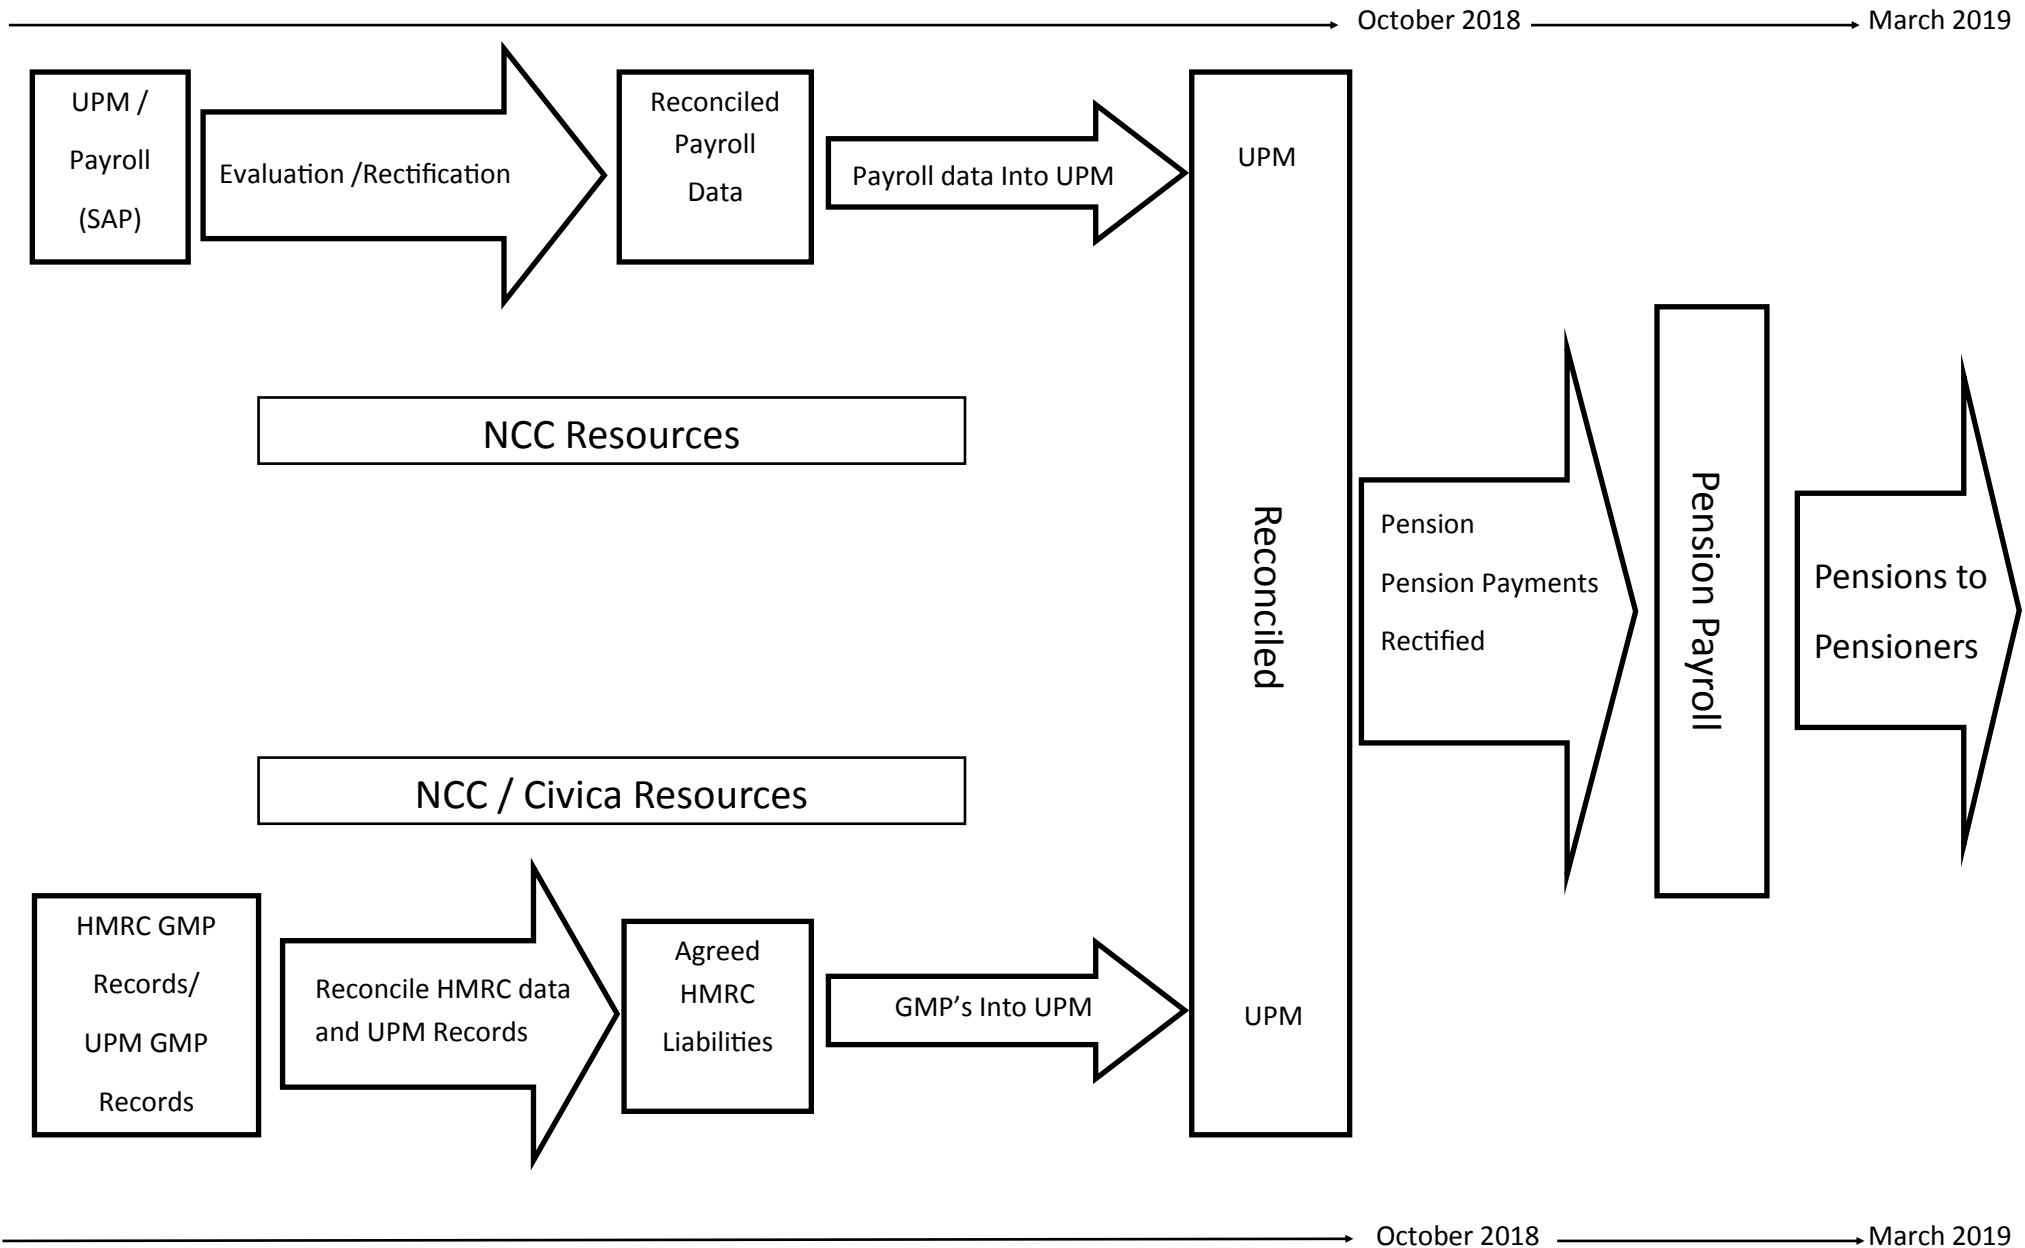 October 2018
March 2019
UPM /
Payroll
(SAP)
Evaluation /Rectification
Reconciled
Payroll
Data
Payroll data Into UPM
UPM
NCC Resources
Reconciled
Pension
Pension Payments
Rectified
Pension Payroll
Pensions to
Pensioners
NCC / Civica Resources
HMRC GMP
Records/
UPM GMP
Records
Reconcile HMRC data
and UPM Records
Agreed
HMRC
Liabilities
GMP's Into UPM
UPM
October 2018
March 2019